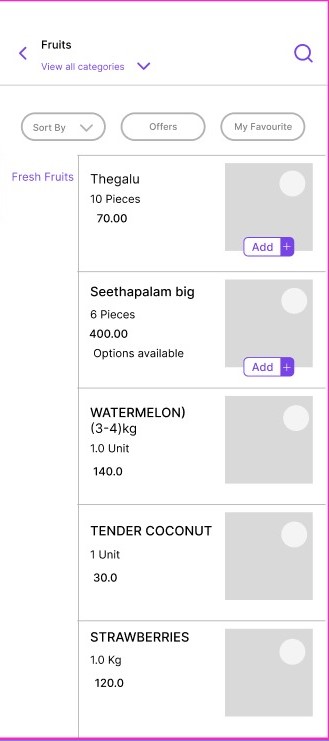 Fruits
View all categories
Sort By
Offers
My Favourite
Fresh Fruits
Thegalu
10 Pieces
70.00
Add +
Seethapalam big
6 Pieces
400.00
Options available
Add +
WATERMELON)
(3-4)kg
1.0 Unit
140.0
TENDER COCONUT
1 Unit
30.0
STRAWBERRIES
1.0 Kg
120.0